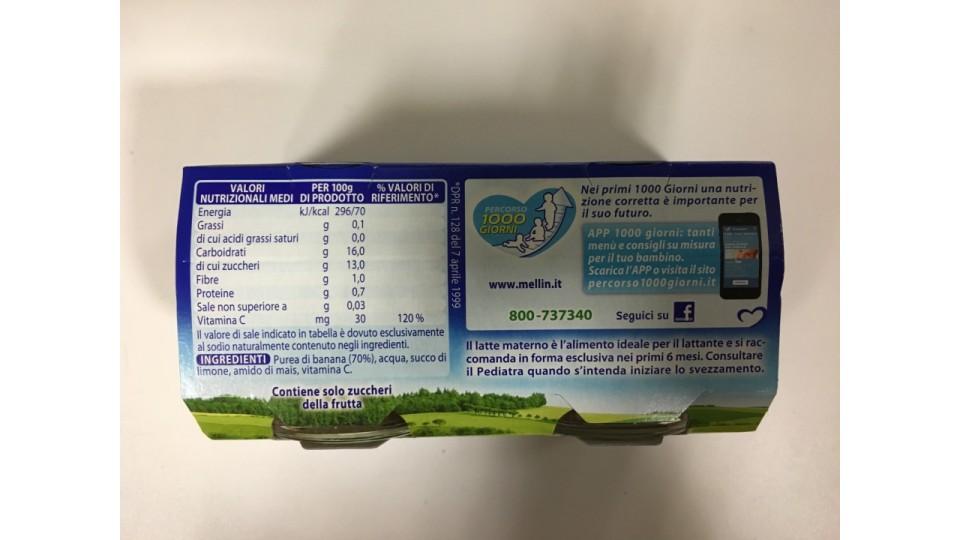 VALORI NUTRIZIONALI MEDI PER 100g DI PRODOTTO % VALORI DI RIFERIMENTO*
Energia kJ/kcal 296/70
Grassi g 0,1
di cui acidi grassi saturi g 0,0
Carboidrati g 16,0
di cui zuccheri g 13,0
Fibre g 1,0
Proteine g 0,7
Sale non superiore a g 0,03
Vitamina C mg 30 120 %
Il valore di sale indicato in tabella è dovuto esclusivamente
al sodio naturalmente contenuto negli ingredienti.
INGREDIENTI Purea di banana (70%), acqua, succo di
limone, amido di mais, vitamina C.
Contiene solo zuccheri
della frutta
*DPR n. 128 del 7 aprile 1999
PERCORSO
1000
GIORNI
Nei primi 1000 Giorni una nutri-
zione corretta è importante per
il suo futuro.
APP 1000 giorni: tanti
menù e consigli su misura
per il tuo bambino.
Scarica l'APP o visita il sito
percorso1000giorni.it
www.mellin.it
800-737340 Seguici su f
Il latte materno è l'alimento ideale per il lattante e si rac-
comanda in forma esclusiva nei primi 6 mesi. Consultare
il Pediatra quando s'intenda iniziare lo svezzamento.